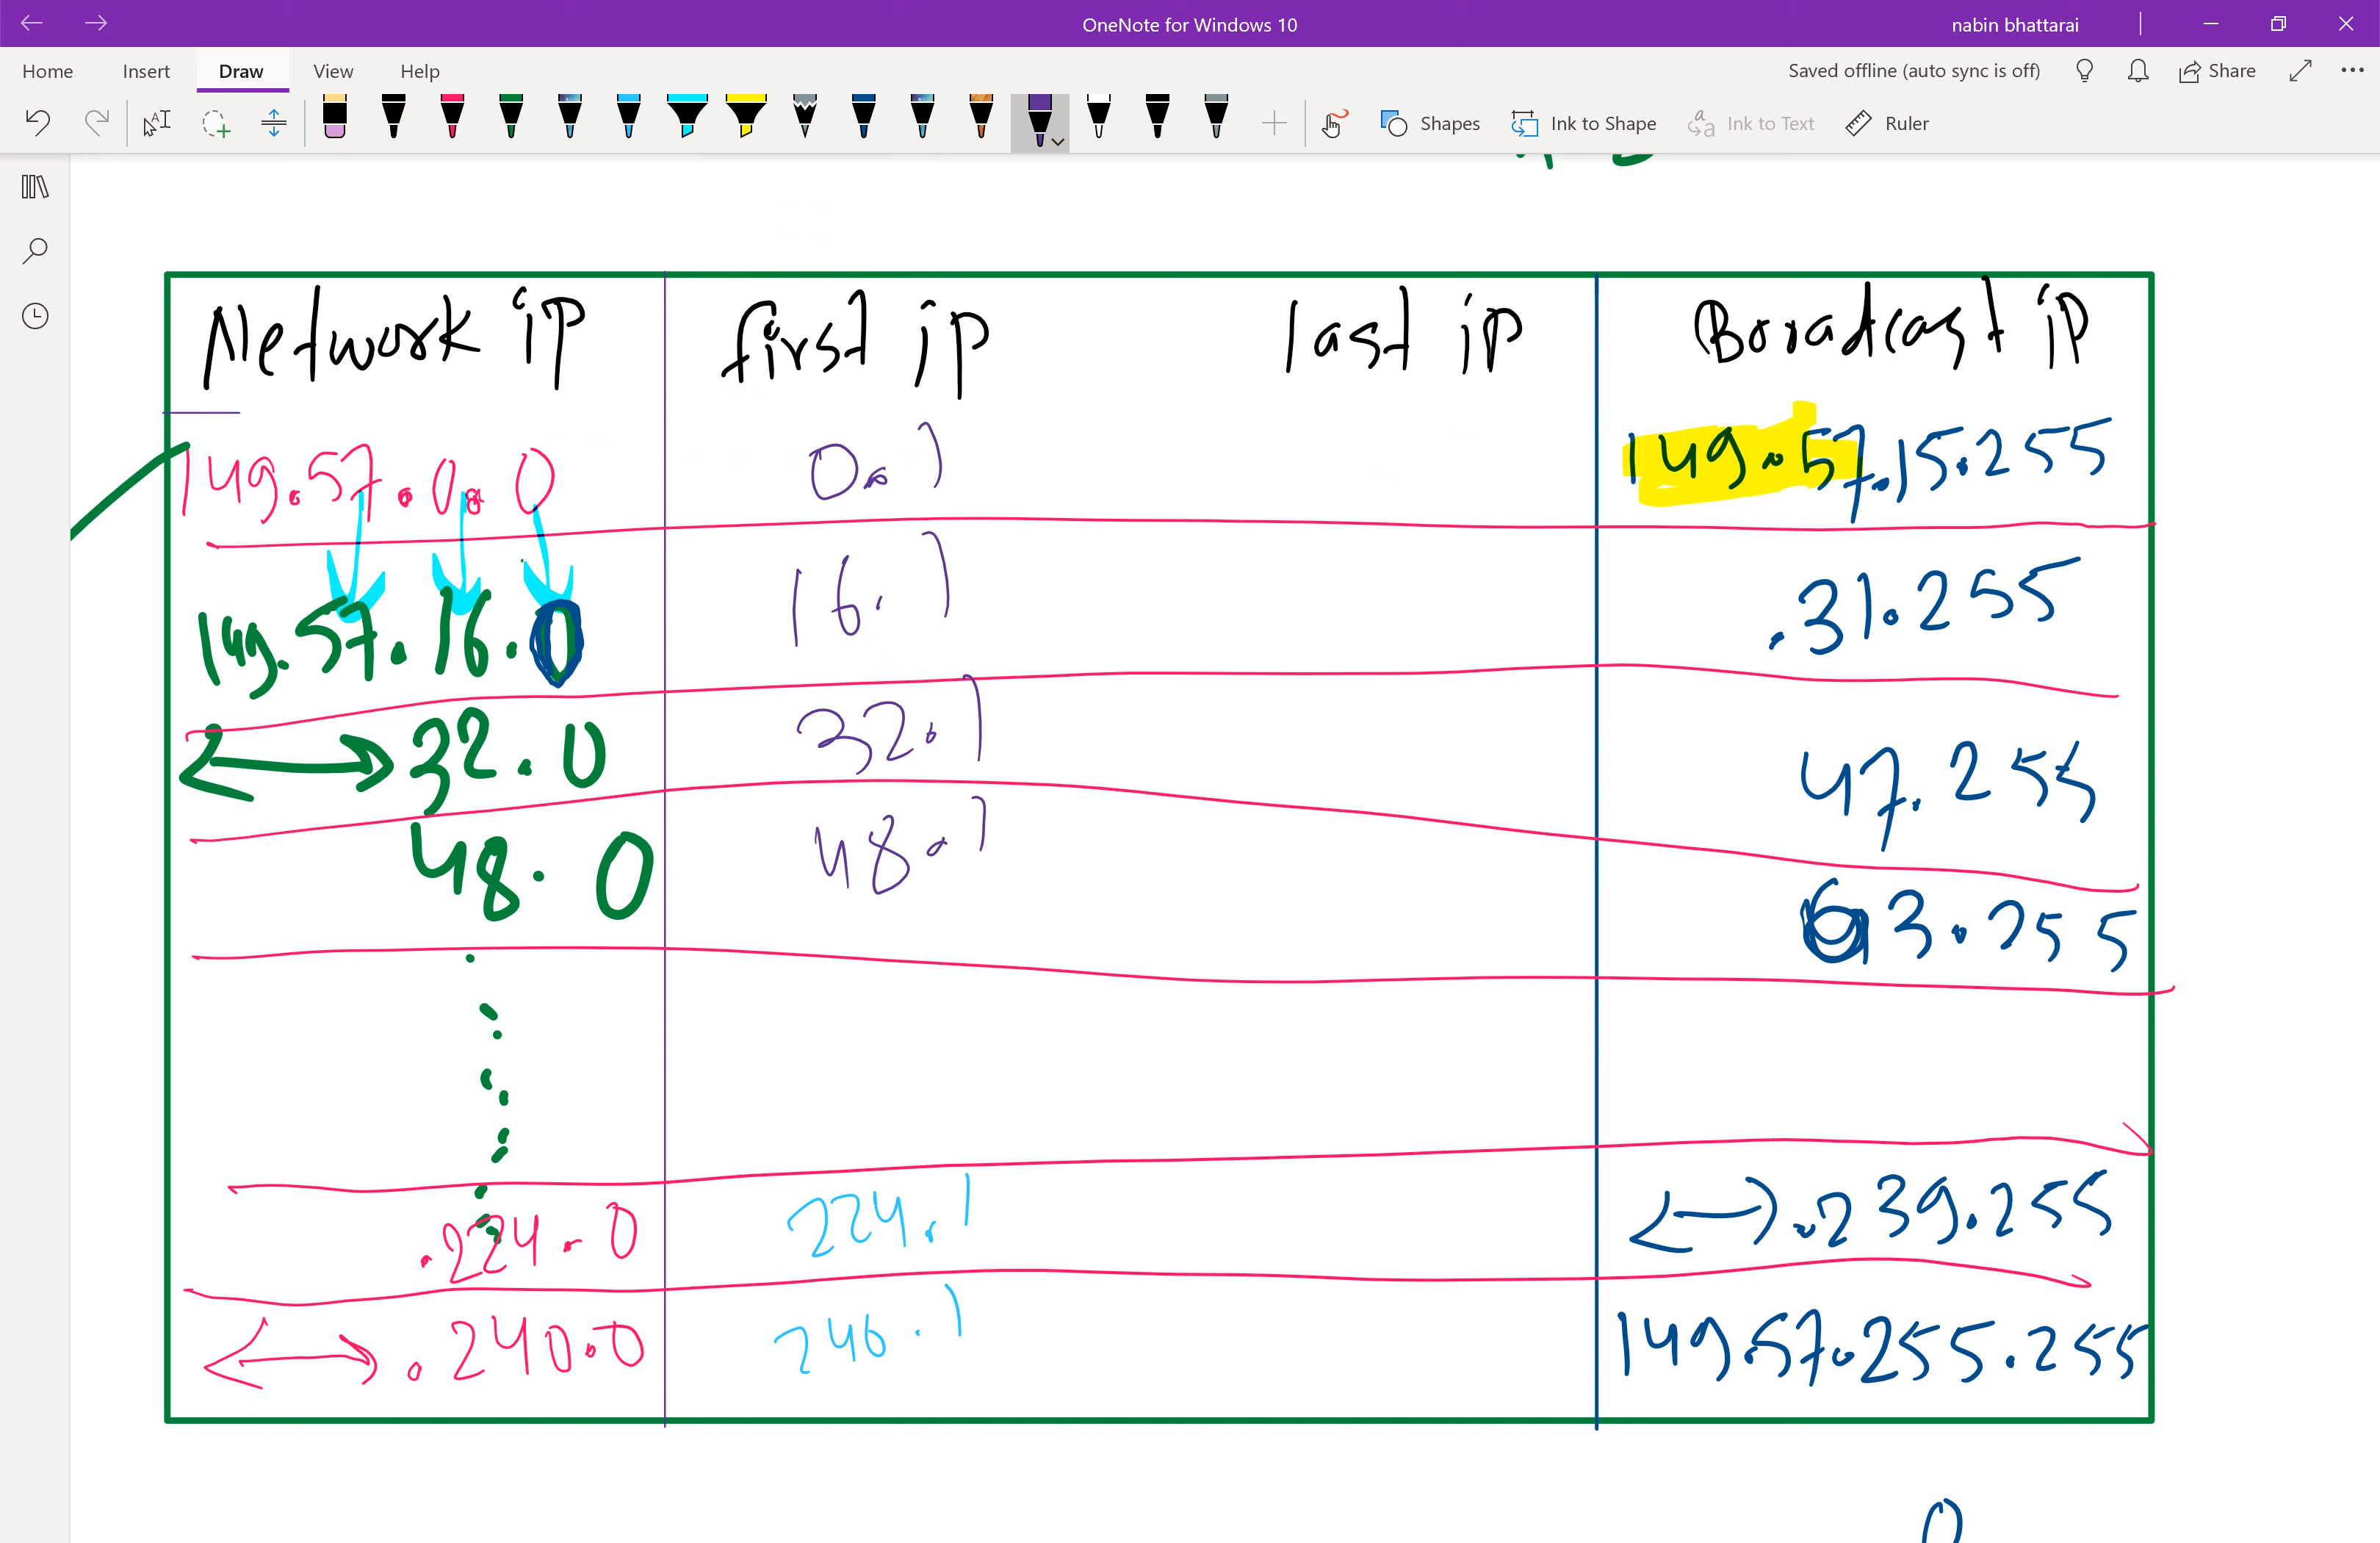 OneNote for Windows 10
nabin bhattarai
Home Insert Draw View Help
Saved offline (auto sync is off) Share
Shapes Ink to Shape Ink to Text Ruler
Network iP first ip last iP Boradcast iP
149.57.0.0 0.1 149.57.15.255
149.57.16.0 16.1 .31.255
32.0 32.1 47.255
48.0 48.1 63.255
.224.0 224.1 .239.255
.240.0 240.1 149.57.255.255